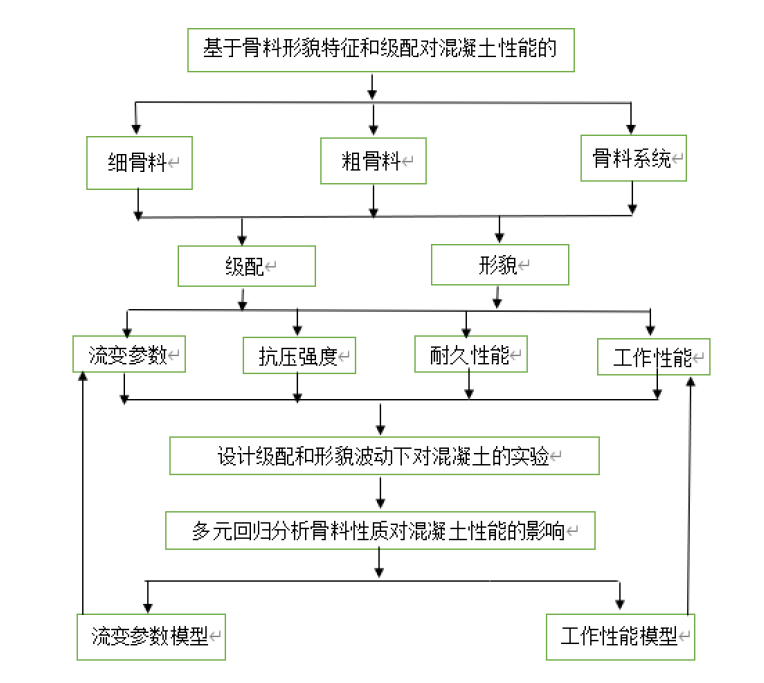 基于骨料形貌特征和级配对混凝土性能的
细骨料↵
粗骨料↵
骨料系统↵
级配↵
形貌↵
流变参数↵
抗压强度↵
耐久性能↵
工作性能↵
设计级配和形貌波动下对混凝土的实验↵
多元回归分析骨料性质对混凝土性能的影响↵
流变参数模型↵
工作性能模型↵